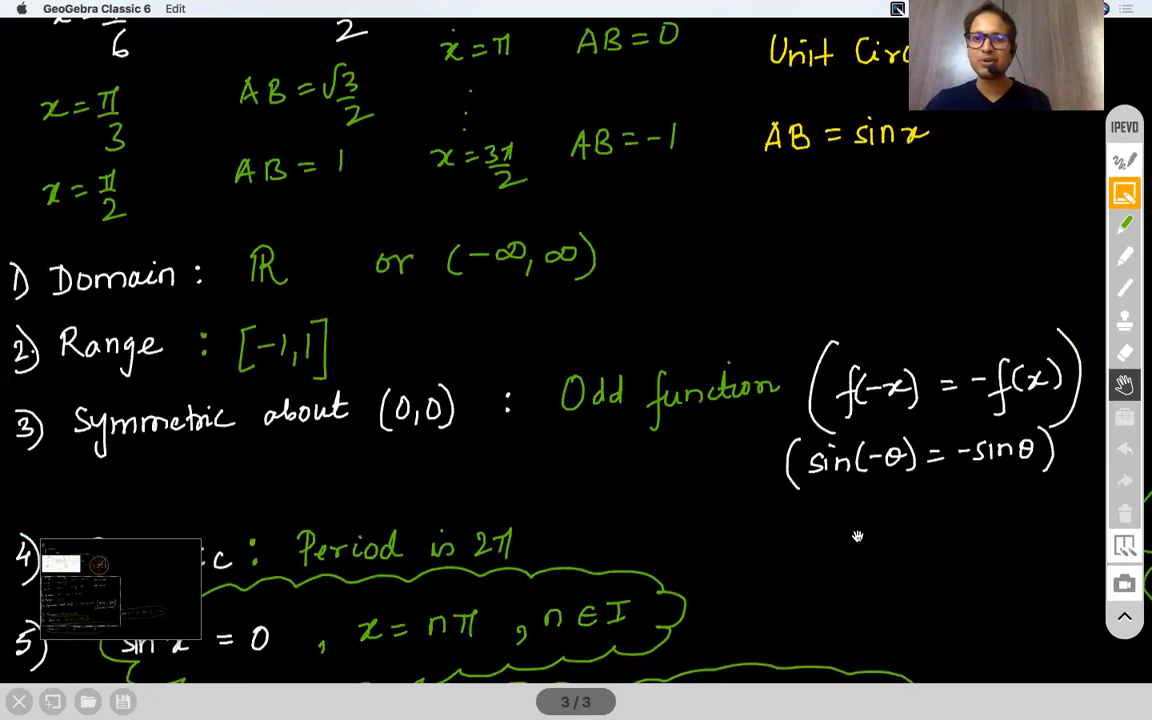 GeoGebra Classic 6 Edit
6
2
x = π AB = 0
Unit Circ
x = π/3
AB = √3/2
x = π/2
AB = 1
x = 3π/2
AB = -1
AB = sin x
1) Domain : ℝ or (-∞, ∞)
2) Range : [-1, 1]
3) Symmetric about (0,0) : Odd function (f(-x) = -f(x))
(sin(-θ) = -sinθ)
4) c : Period is 2π
5) sin x = 0 , x = nπ , n ∈ I
IPEVO
3 / 3